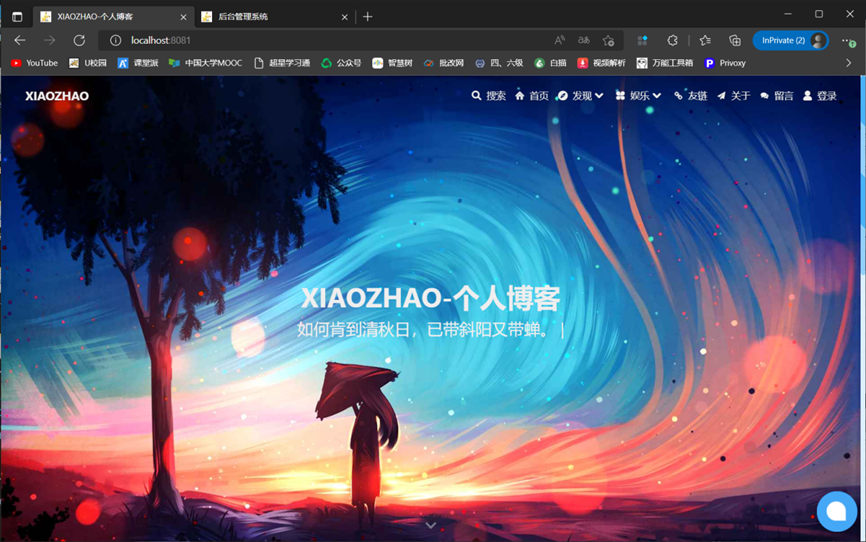 XIAOZHAO-个人博客
后台管理系统
localhost:8081
InPrivate (2)
YouTube
U校园
课堂派
中国大学MOOC
超星学习通
公众号
智慧树
批改网
四、六级
白描
视频解析
万能工具箱
Privoxy
XIAOZHAO
搜索
首页
发现
娱乐
友链
关于
留言
登录
XIAOZHAO-个人博客
如何肯到清秋日，已带斜阳又带蝉。 |